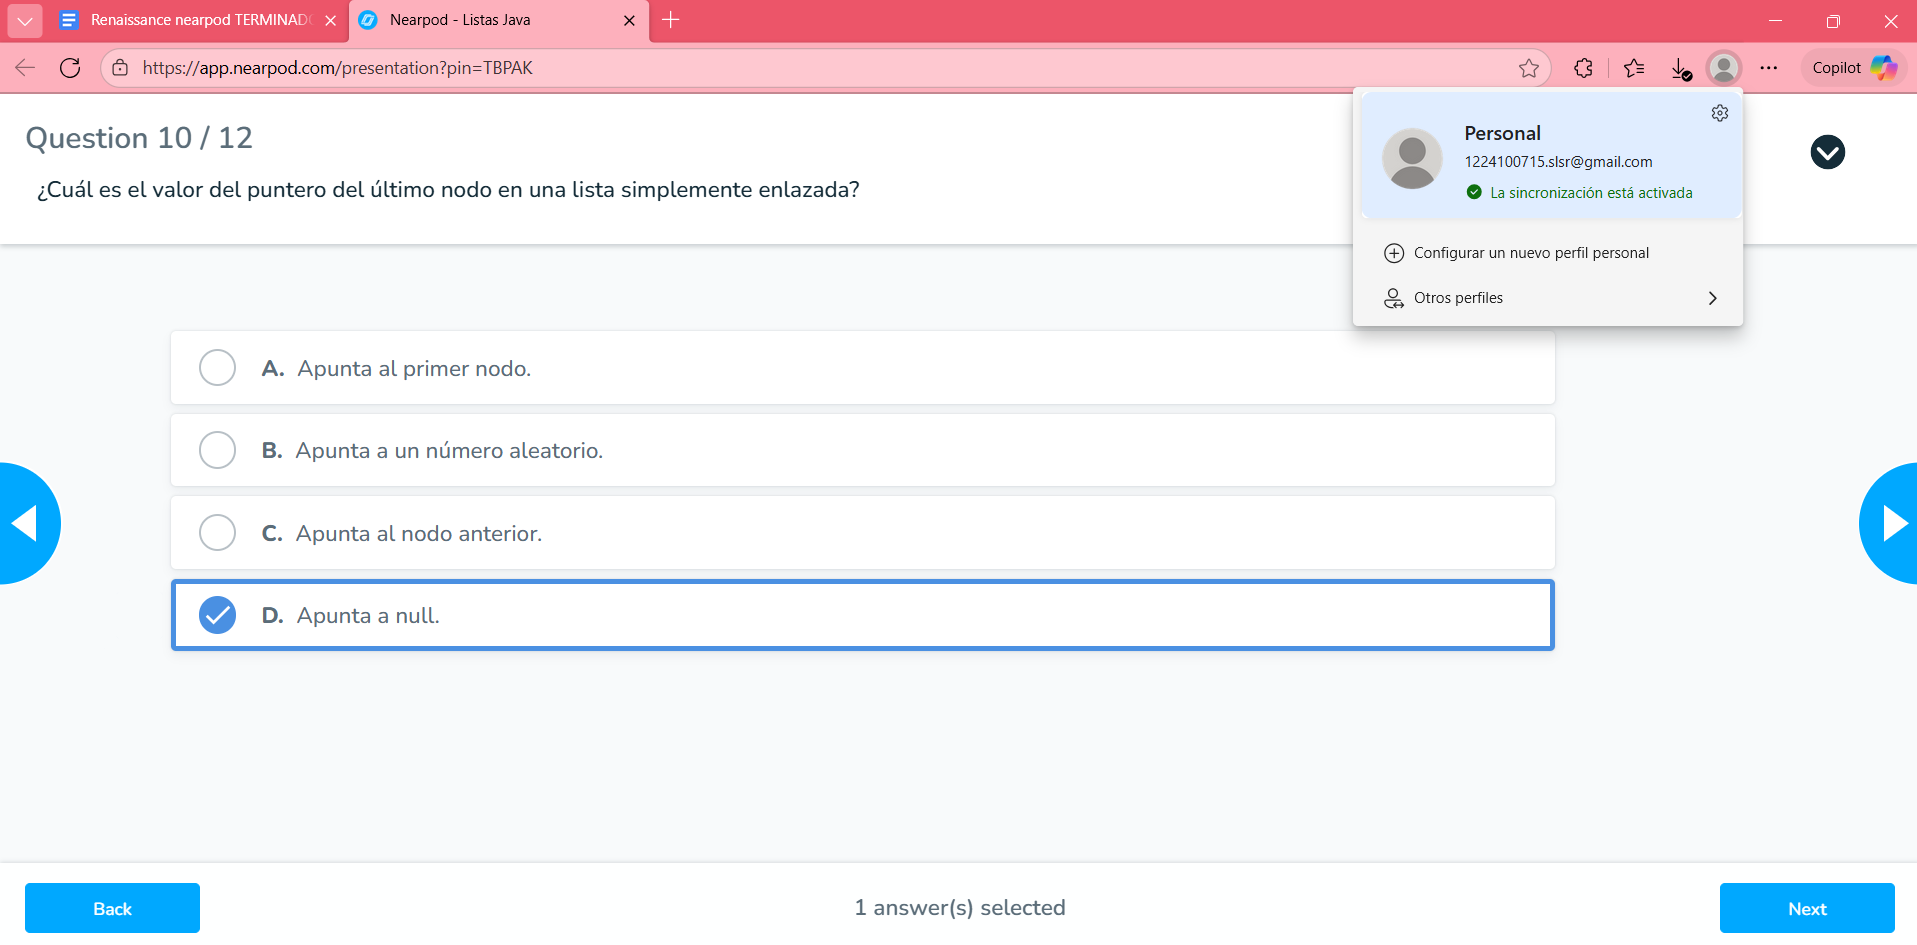 Renaissance nearpod TERMINADO
Nearpod - Listas Java
https://app.nearpod.com/presentation?pin=TBPAK
Copilot
Question 10 / 12
¿Cuál es el valor del puntero del último nodo en una lista simplemente enlazada?
Personal
1224100715.slsr@gmail.com
La sincronización está activada
Configurar un nuevo perfil personal
Otros perfiles
A. Apunta al primer nodo.
B. Apunta a un número aleatorio.
C. Apunta al nodo anterior.
D. Apunta a null.
Back
1 answer(s) selected
Next